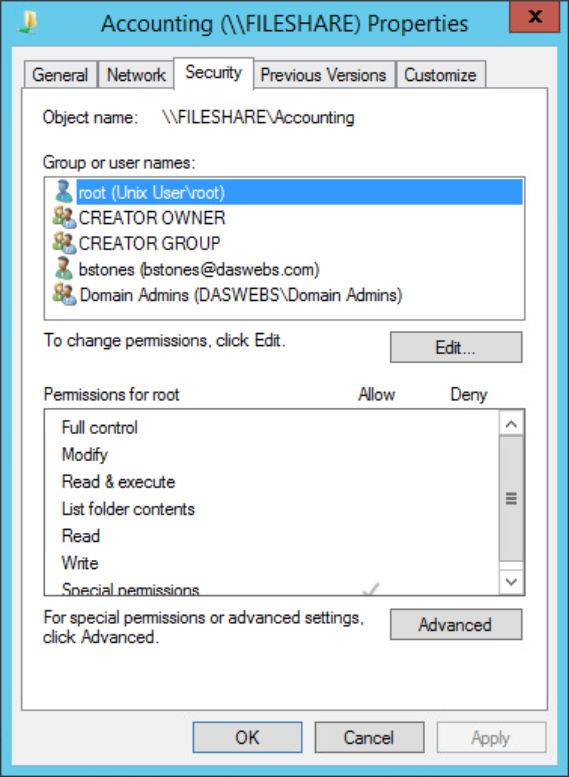 Accounting (\\FILESHARE) Properties
x
General Network Security Previous Versions Customize
Object name: \\FILESHARE\Accounting
Group or user names:
root (Unix User\root)
CREATOR OWNER
CREATOR GROUP
bstones (bstones@daswebs.com)
Domain Admins (DASWEBS\Domain Admins)
To change permissions, click Edit.
Edit...
Permissions for root Allow Deny
Full control
Modify
Read & execute
List folder contents
Read
Write
Special permissions
For special permissions or advanced settings,
click Advanced.
Advanced
OK Cancel Apply